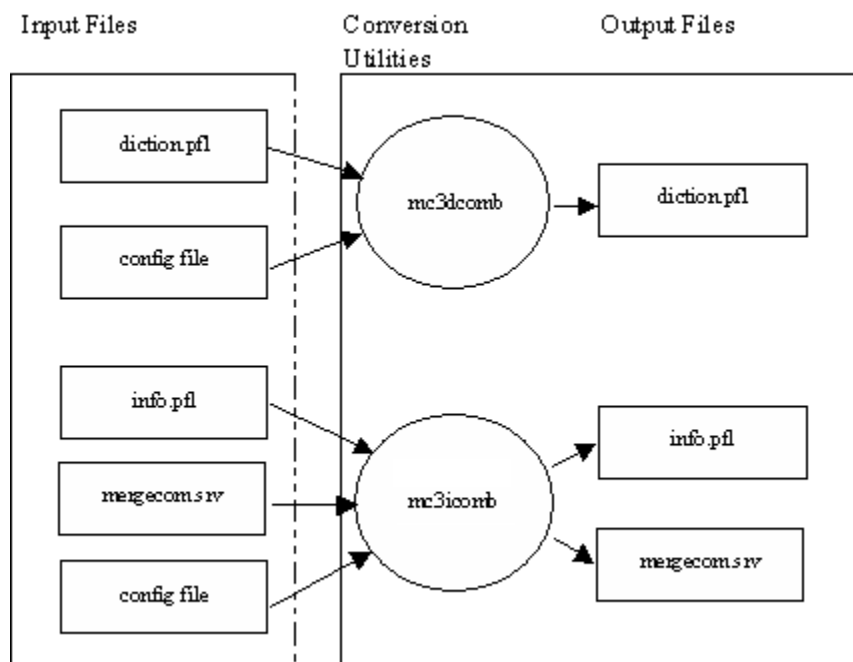 Input Files
Conversion
Utilities
Output Files
diction.pfl
config file
mc3dcomb
diction.pfl
info.pfl
mergecom.srv
config file
mc3icomb
info.pfl
mergecom.srv